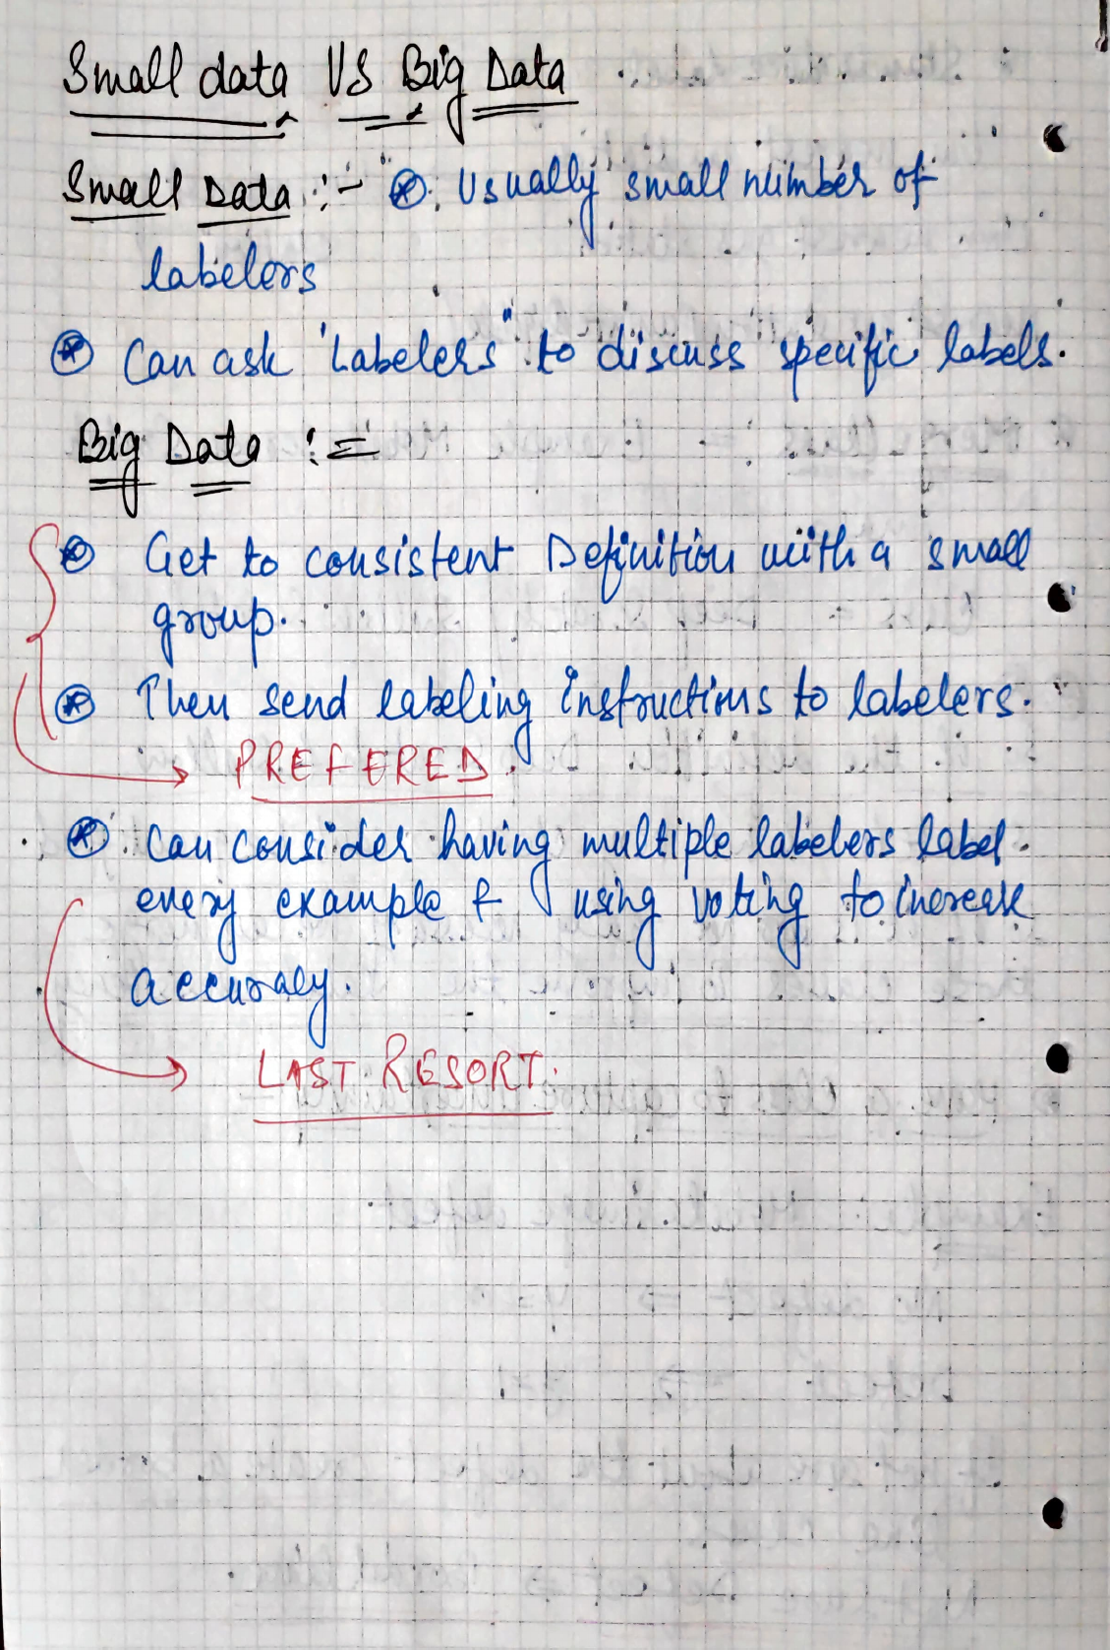 Small data VS Big Data
Small Data :- ⊛ Usually small number of
labelers
⊛ Can ask "Labelers" to discuss specific labels.
Big Data :=
⊛ Get to consistent Definition with a small
group.
⊛ Then send labeling instructions to labelers.
→ PREFERED.
⊛ Can consider having multiple labelers label
every example & using voting to increase
accuracy.
→ LAST RESORT.